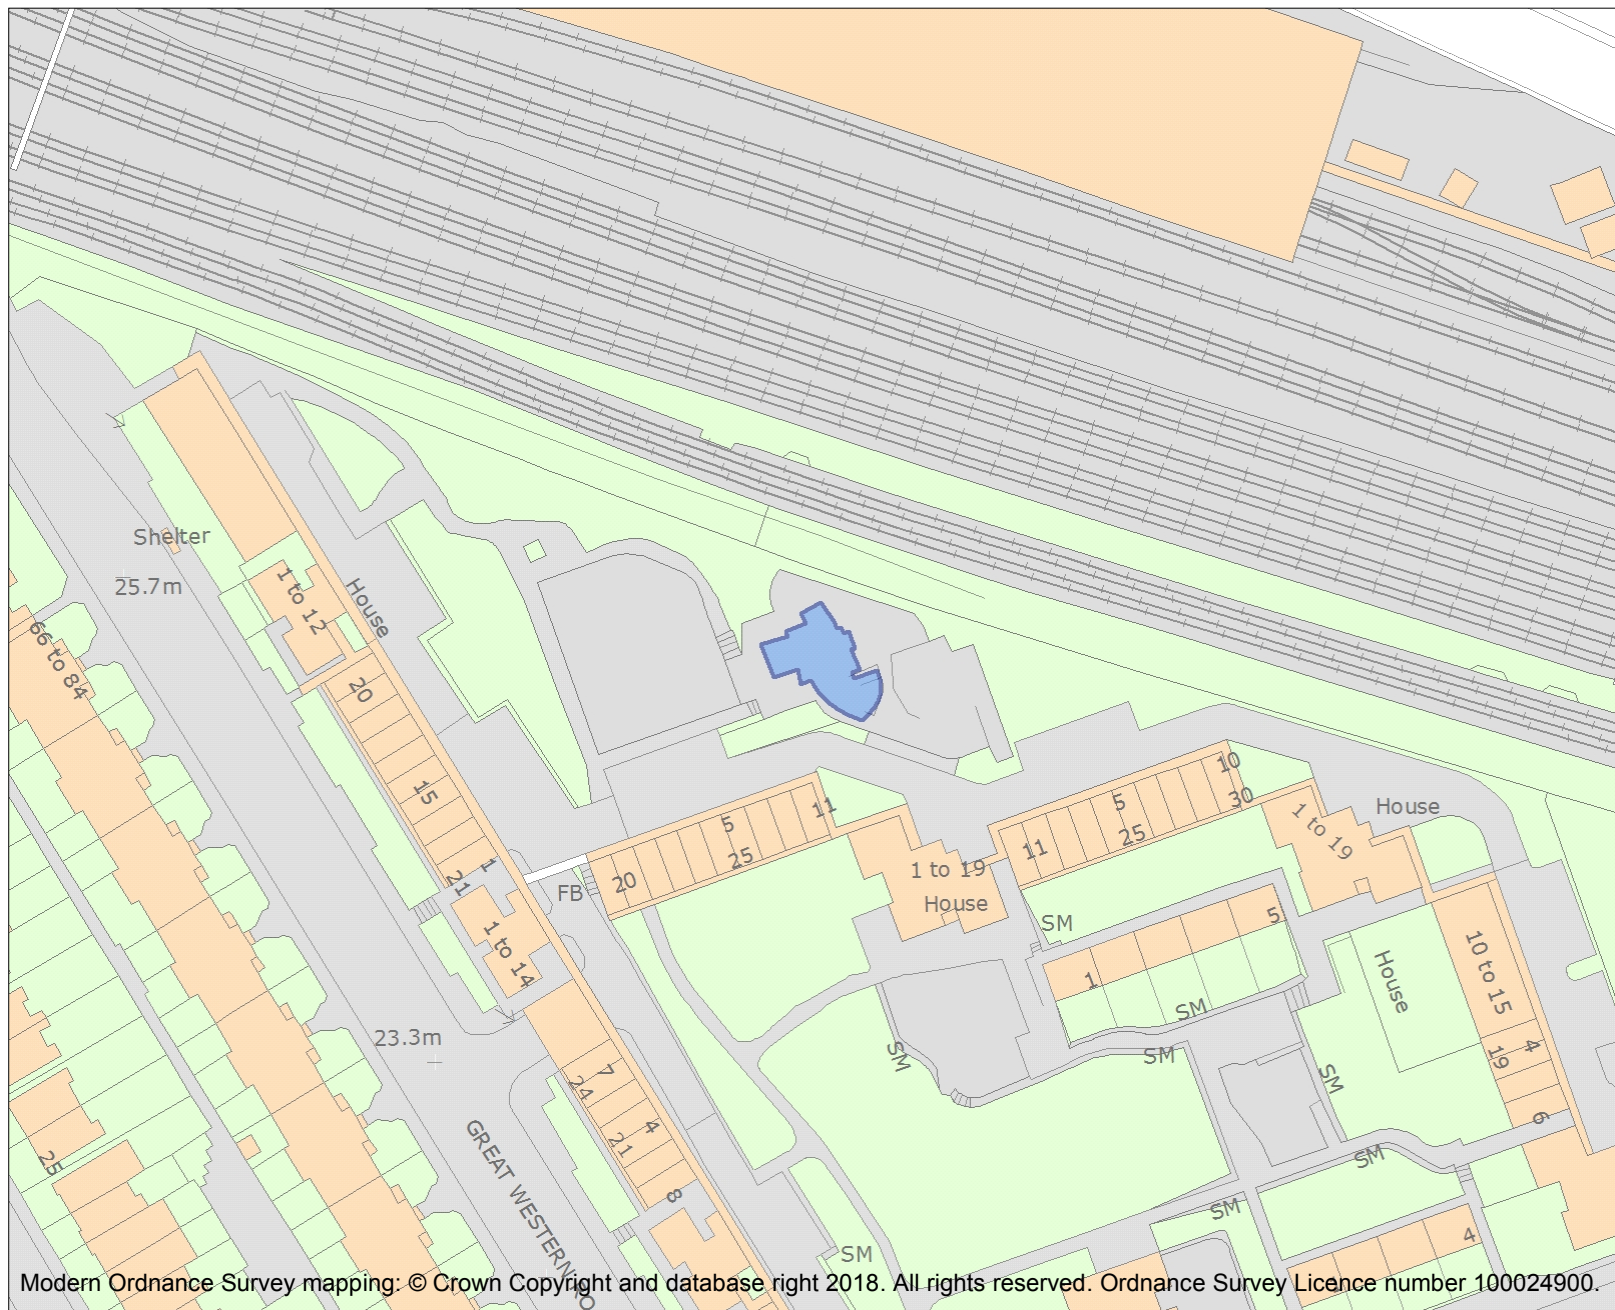 Shelter
25.7m
1 to 12
House
66 to 84
20
15
1
21
FB
20
5
25
11
1 to 19
House
11
5
25
10
30
1 to 19
House
SM
5
1
SM
SM
House
10 to 15
4
19
6
SM
SM
SM
1 to 14
23.3m
7
24
4
21
8
25
GREAT WESTERN RO
SM
SM
4
Modern Ordnance Survey mapping: © Crown Copyright and database right 2018. All rights reserved. Ordnance Survey Licence number 100024900.